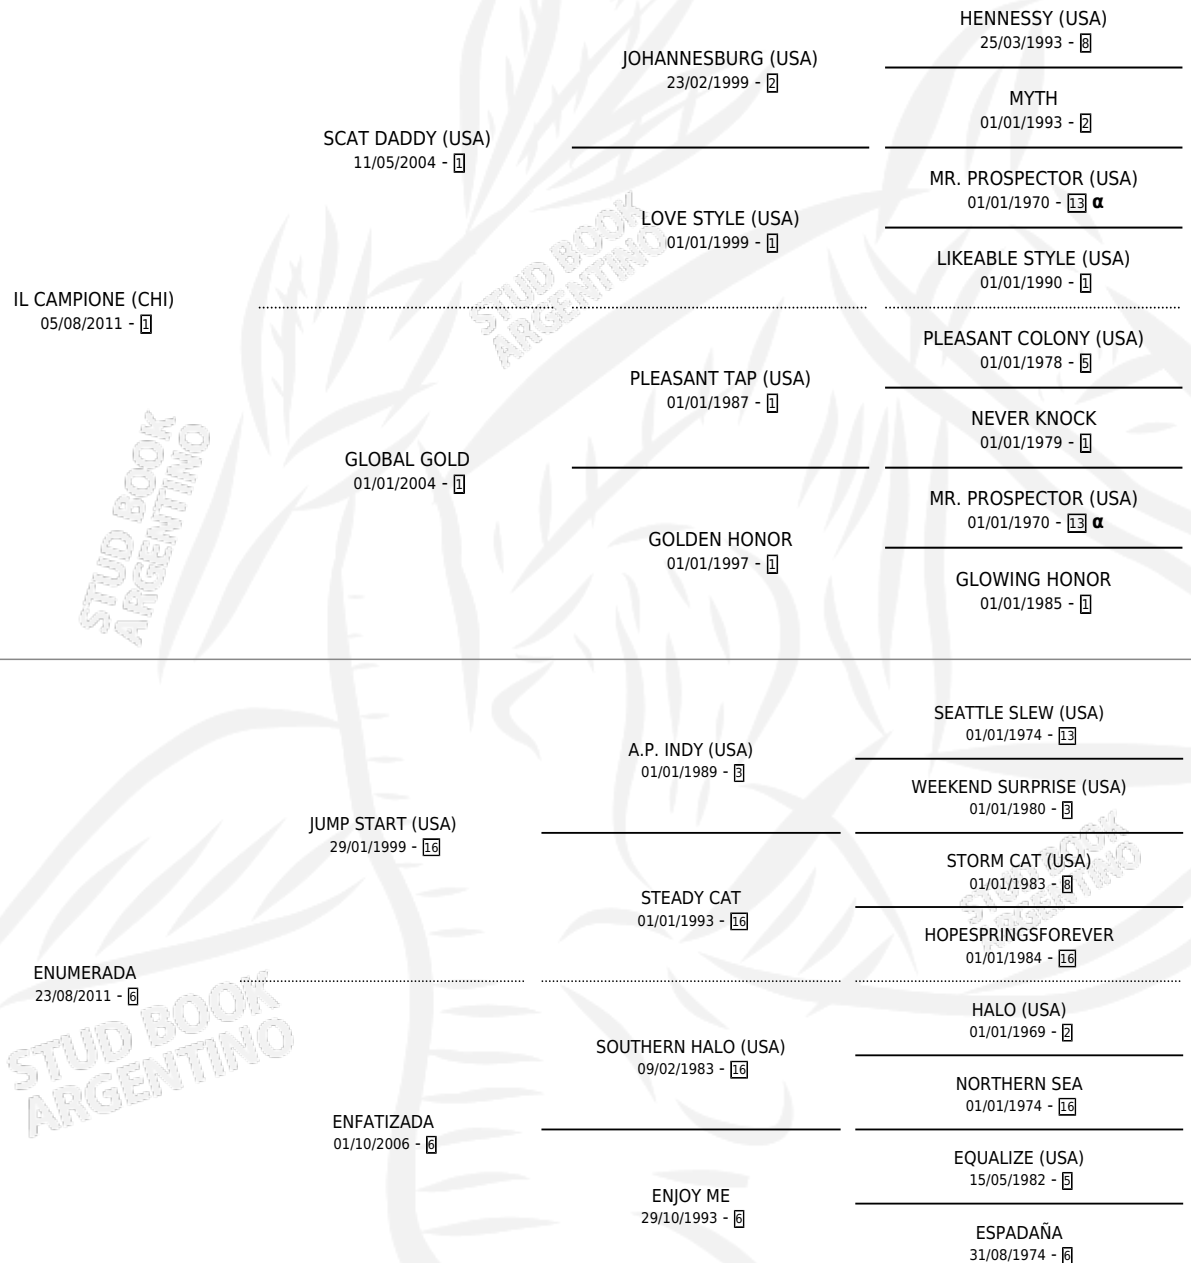 HENNESSY (USA)
25/03/1993 - 8
JOHANNESBURG (USA)
23/02/1999 - 2
MYTH
01/01/1993 - 2
SCAT DADDY (USA)
11/05/2004 - 1
MR. PROSPECTOR (USA)
01/01/1970 - 13 α
LOVE STYLE (USA)
01/01/1999 - 1
LIKEABLE STYLE (USA)
01/01/1990 - 1
STUD BOOK
ARGENTINO
IL CAMPIONE (CHI)
05/08/2011 - 1
PLEASANT COLONY (USA)
01/01/1978 - 5
PLEASANT TAP (USA)
01/01/1987 - 1
NEVER KNOCK
01/01/1979 - 1
GLOBAL GOLD
01/01/2004 - 1
MR. PROSPECTOR (USA)
01/01/1970 - 13 α
GOLDEN HONOR
01/01/1997 - 1
GLOWING HONOR
01/01/1985 - 1
STUD BOOK
ARGENTINO
SEATTLE SLEW (USA)
01/01/1974 - 13
A.P. INDY (USA)
01/01/1989 - 3
WEEKEND SURPRISE (USA)
01/01/1980 - 3
JUMP START (USA)
29/01/1999 - 16
STORM CAT (USA)
01/01/1983 - 8
STEADY CAT
01/01/1993 - 16
HOPESPRINGSFOREVER
01/01/1984 - 16
STUD BOOK
ARGENTINO
ENUMERADA
23/08/2011 - 6
HALO (USA)
01/01/1969 - 2
SOUTHERN HALO (USA)
09/02/1983 - 16
NORTHERN SEA
01/01/1974 - 16
ENFATIZADA
01/10/2006 - 6
EQUALIZE (USA)
15/05/1982 - 5
ENJOY ME
29/10/1993 - 6
ESPADAÑA
31/08/1974 - 6
STUD BOOK
ARGENTINO